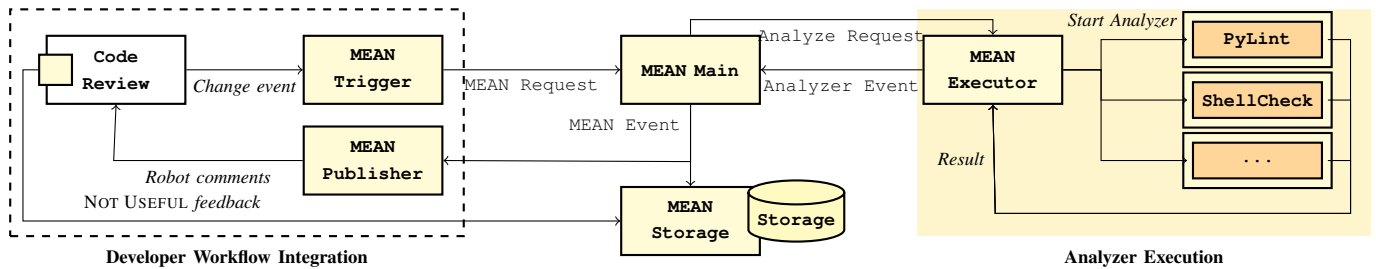 Code
Review
Change event
MEAN
Trigger
MEAN Request
MEAN Main
Analyze Request
Analyzer Event
MEAN
Executor
Start Analyzer
PyLint
ShellCheck
...
Result
MEAN Event
MEAN
Publisher
Robot comments
NOT USEFUL feedback
MEAN
Storage
Storage
Developer Workflow Integration
Analyzer Execution